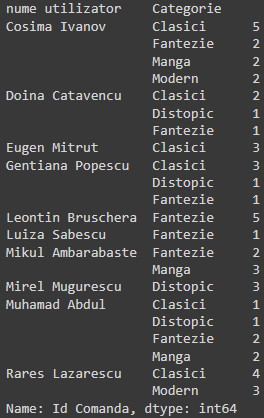 nume utilizator Categorie
Cosima Ivanov Clasici 5
Fantezie 2
Manga 2
Modern 2
Doina Catavencu Clasici 2
Distopic 1
Fantezie 1
Eugen Mitrut Clasici 3
Gentiana Popescu Clasici 3
Distopic 1
Fantezie 1
Leontin Bruschera Fantezie 5
Luiza Sabescu Fantezie 1
Mikul Ambarabaste Fantezie 2
Manga 3
Mirel Mugurescu Distopic 3
Muhamad Abdul Clasici 1
Distopic 1
Fantezie 2
Manga 2
Rares Lazarescu Clasici 4
Modern 3
Name: Id Comanda, dtype: int64